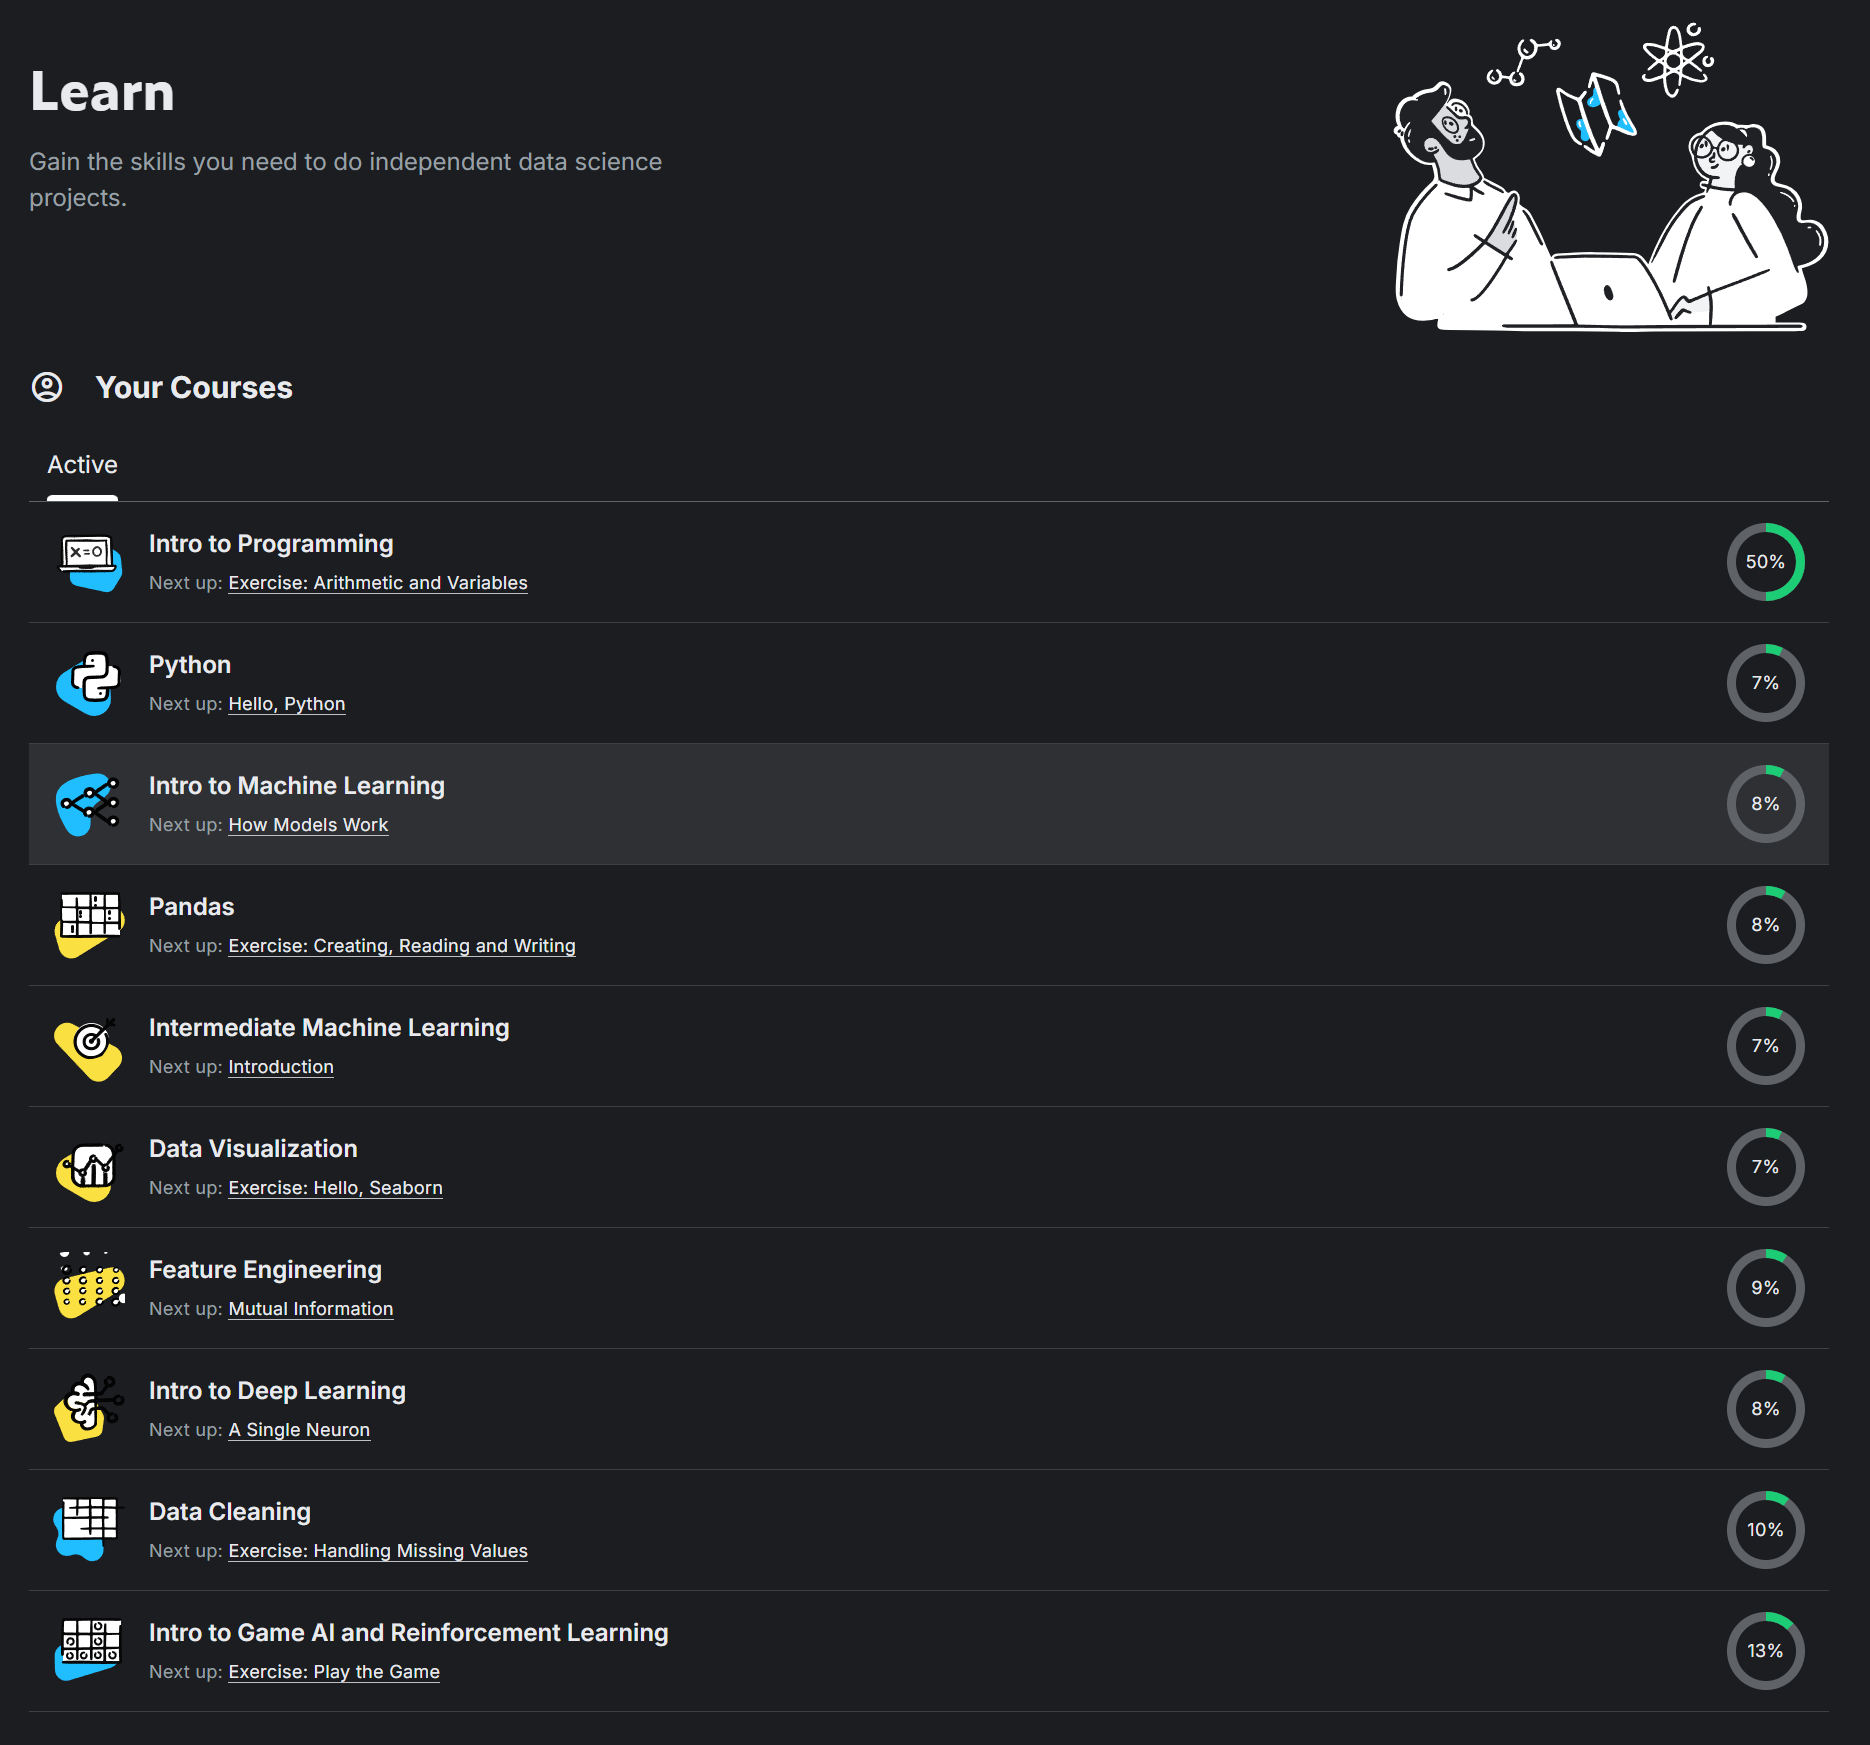 Learn
Gain the skills you need to do independent data science
projects.
Your Courses
Active
x=0
Intro to Programming
Next up: Exercise: Arithmetic and Variables
50%
Python
Next up: Hello, Python
7%
Intro to Machine Learning
Next up: How Models Work
8%
Pandas
Next up: Exercise: Creating, Reading and Writing
8%
Intermediate Machine Learning
Next up: Introduction
7%
Data Visualization
Next up: Exercise: Hello, Seaborn
7%
Feature Engineering
Next up: Mutual Information
9%
Intro to Deep Learning
Next up: A Single Neuron
8%
Data Cleaning
Next up: Exercise: Handling Missing Values
10%
Intro to Game AI and Reinforcement Learning
Next up: Exercise: Play the Game
13%